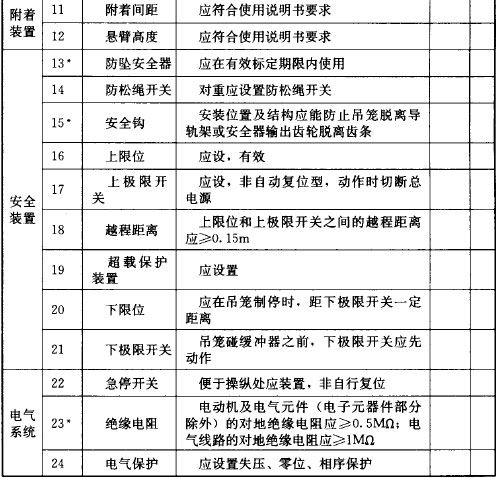 附着
装置
11 附着间距 应符合使用说明书要求
12 悬臂高度 应符合使用说明书要求
安全
装置
13* 防坠安全器 应在有效标定期限内使用
14 防松绳开关 对重应设置防松绳开关
15* 安全钩 安装位置及结构应能防止吊笼脱离导
轨架或安全器输出齿轮脱离齿条
16 上限位 应设，有效
17 上极限开
关
应设，非自动复位型，动作时切断总
电源
18 越程距离 上限位和上极限开关之间的越程距离
应≥0.15m
19 超载保护
装置
应设置
20 下限位 应在吊笼制停时，距下极限开关一定
距离
21 下极限开关 吊笼碰缓冲器之前，下极限开关应先
动作
电气
系统
22 急停开关 便于操纵处应装置，非自行复位
23* 绝缘电阻 电动机及电气元件（电子元器件部分
除外）的对地绝缘电阻应≥0.5MΩ；电
气线路的对地绝缘电阻应≥1MΩ
24 电气保护 应设置失压、零位、相序保护